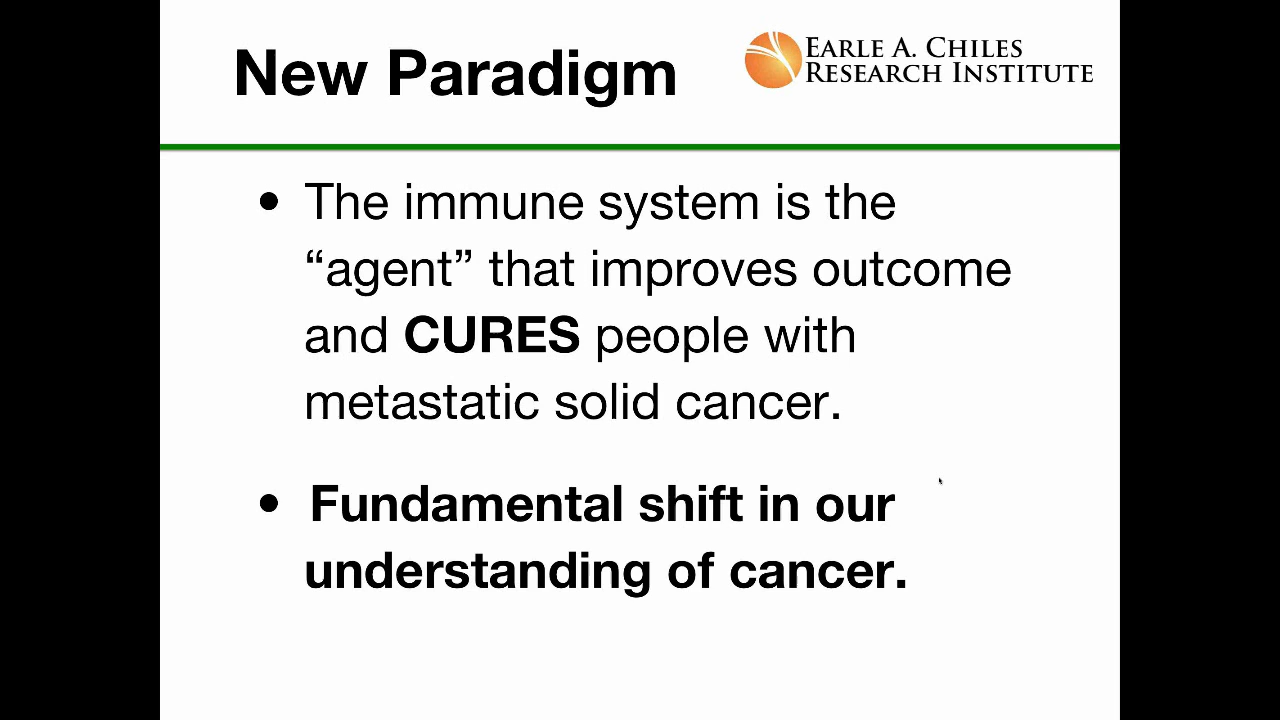 New Paradigm
EARLE A. CHILES
RESEARCH INSTITUTE
• The immune system is the
“agent” that improves outcome
and CURES people with
metastatic solid cancer.
• Fundamental shift in our
understanding of cancer.